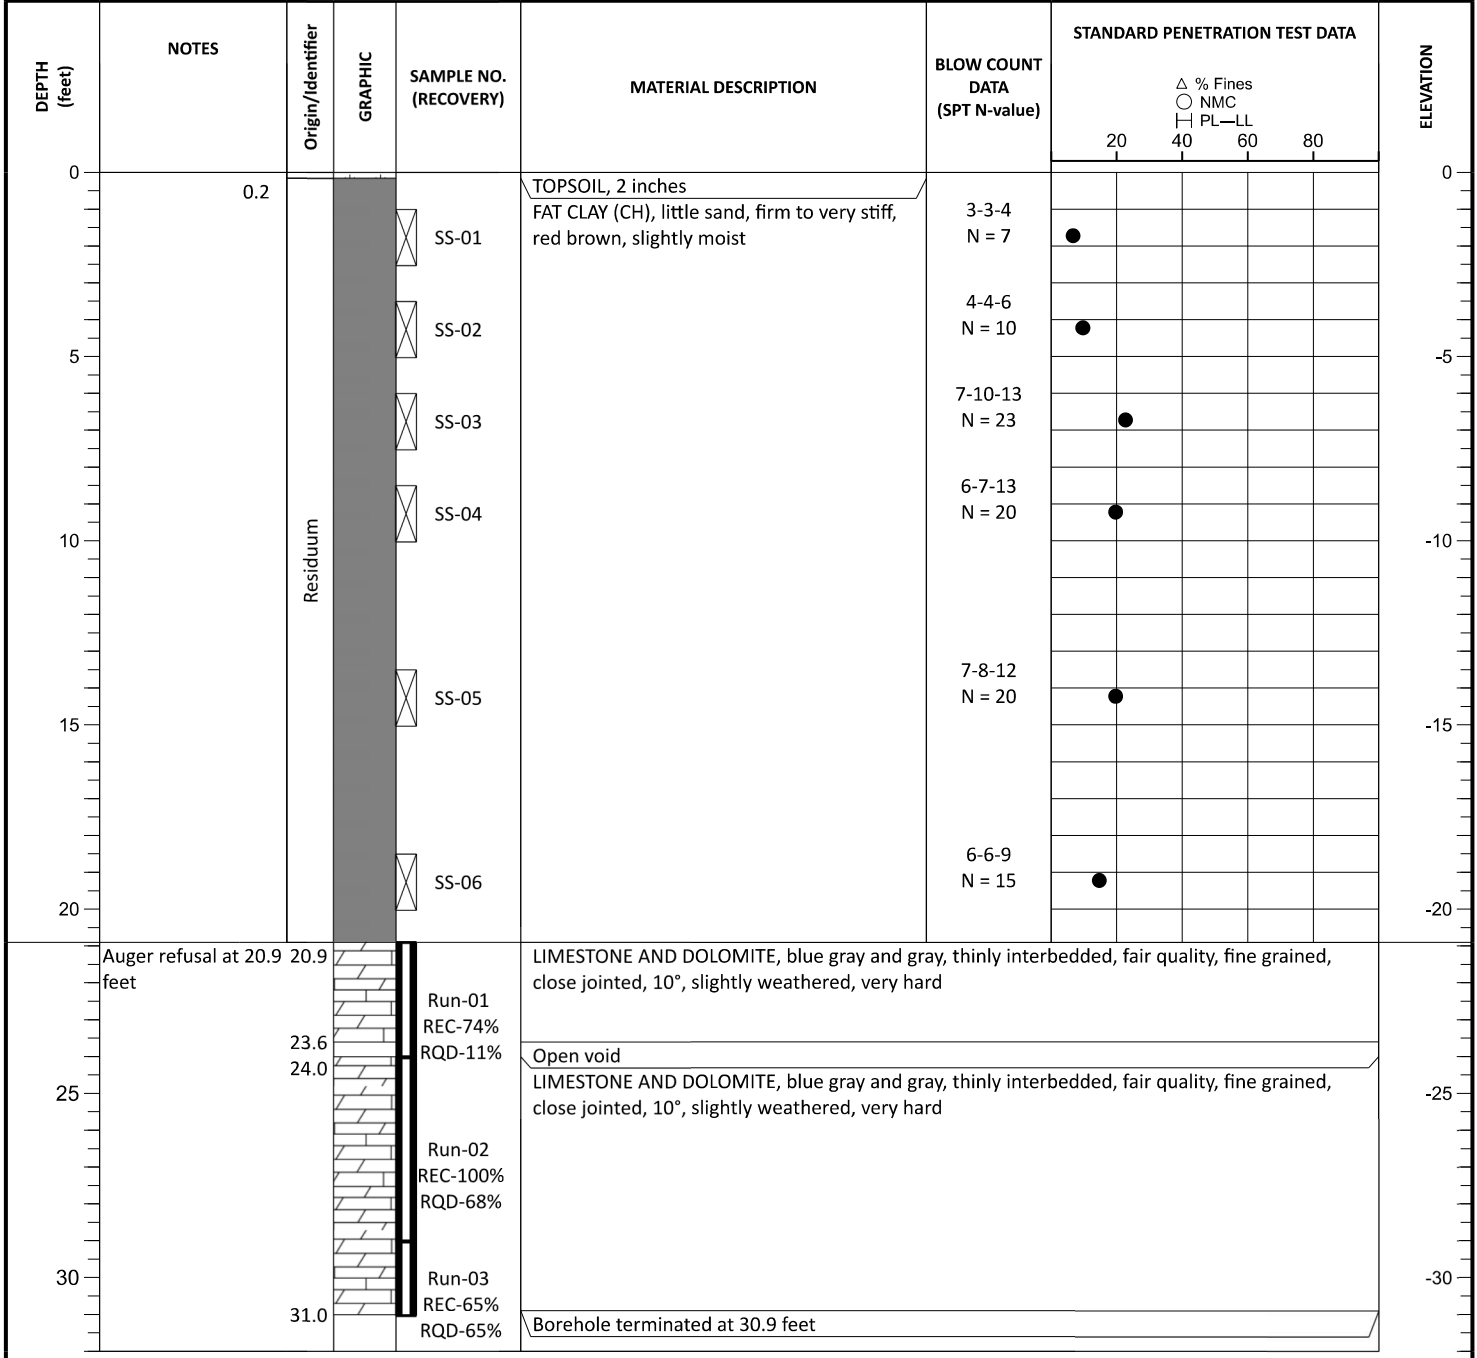 DEPTH
(feet)
NOTES
Origin/Identifier
GRAPHIC
SAMPLE NO.
(RECOVERY)
MATERIAL DESCRIPTION
BLOW COUNT
DATA
(SPT N-value)
STANDARD PENETRATION TEST DATA
△ % Fines
○ NMC
PL—LL
20 40 60 80
ELEVATION
0
0.2
TOPSOIL, 2 inches
0
FAT CLAY (CH), little sand, firm to very stiff,
red brown, slightly moist
SS-01
3-3-4
N = 7
SS-02
4-4-6
N = 10
5
-5
SS-03
7-10-13
N = 23
SS-04
6-7-13
N = 20
10
-10
Residuum
SS-05
7-8-12
N = 20
15
-15
SS-06
6-6-9
N = 15
20
-20
Auger refusal at 20.9
feet
20.9
LIMESTONE AND DOLOMITE, blue gray and gray, thinly interbedded, fair quality, fine grained,
close jointed, 10°, slightly weathered, very hard
Run-01
REC-74%
RQD-11%
23.6
Open void
24.0
LIMESTONE AND DOLOMITE, blue gray and gray, thinly interbedded, fair quality, fine grained,
close jointed, 10°, slightly weathered, very hard
25
-25
Run-02
REC-100%
RQD-68%
30
-30
Run-03
REC-65%
RQD-65%
31.0
Borehole terminated at 30.9 feet